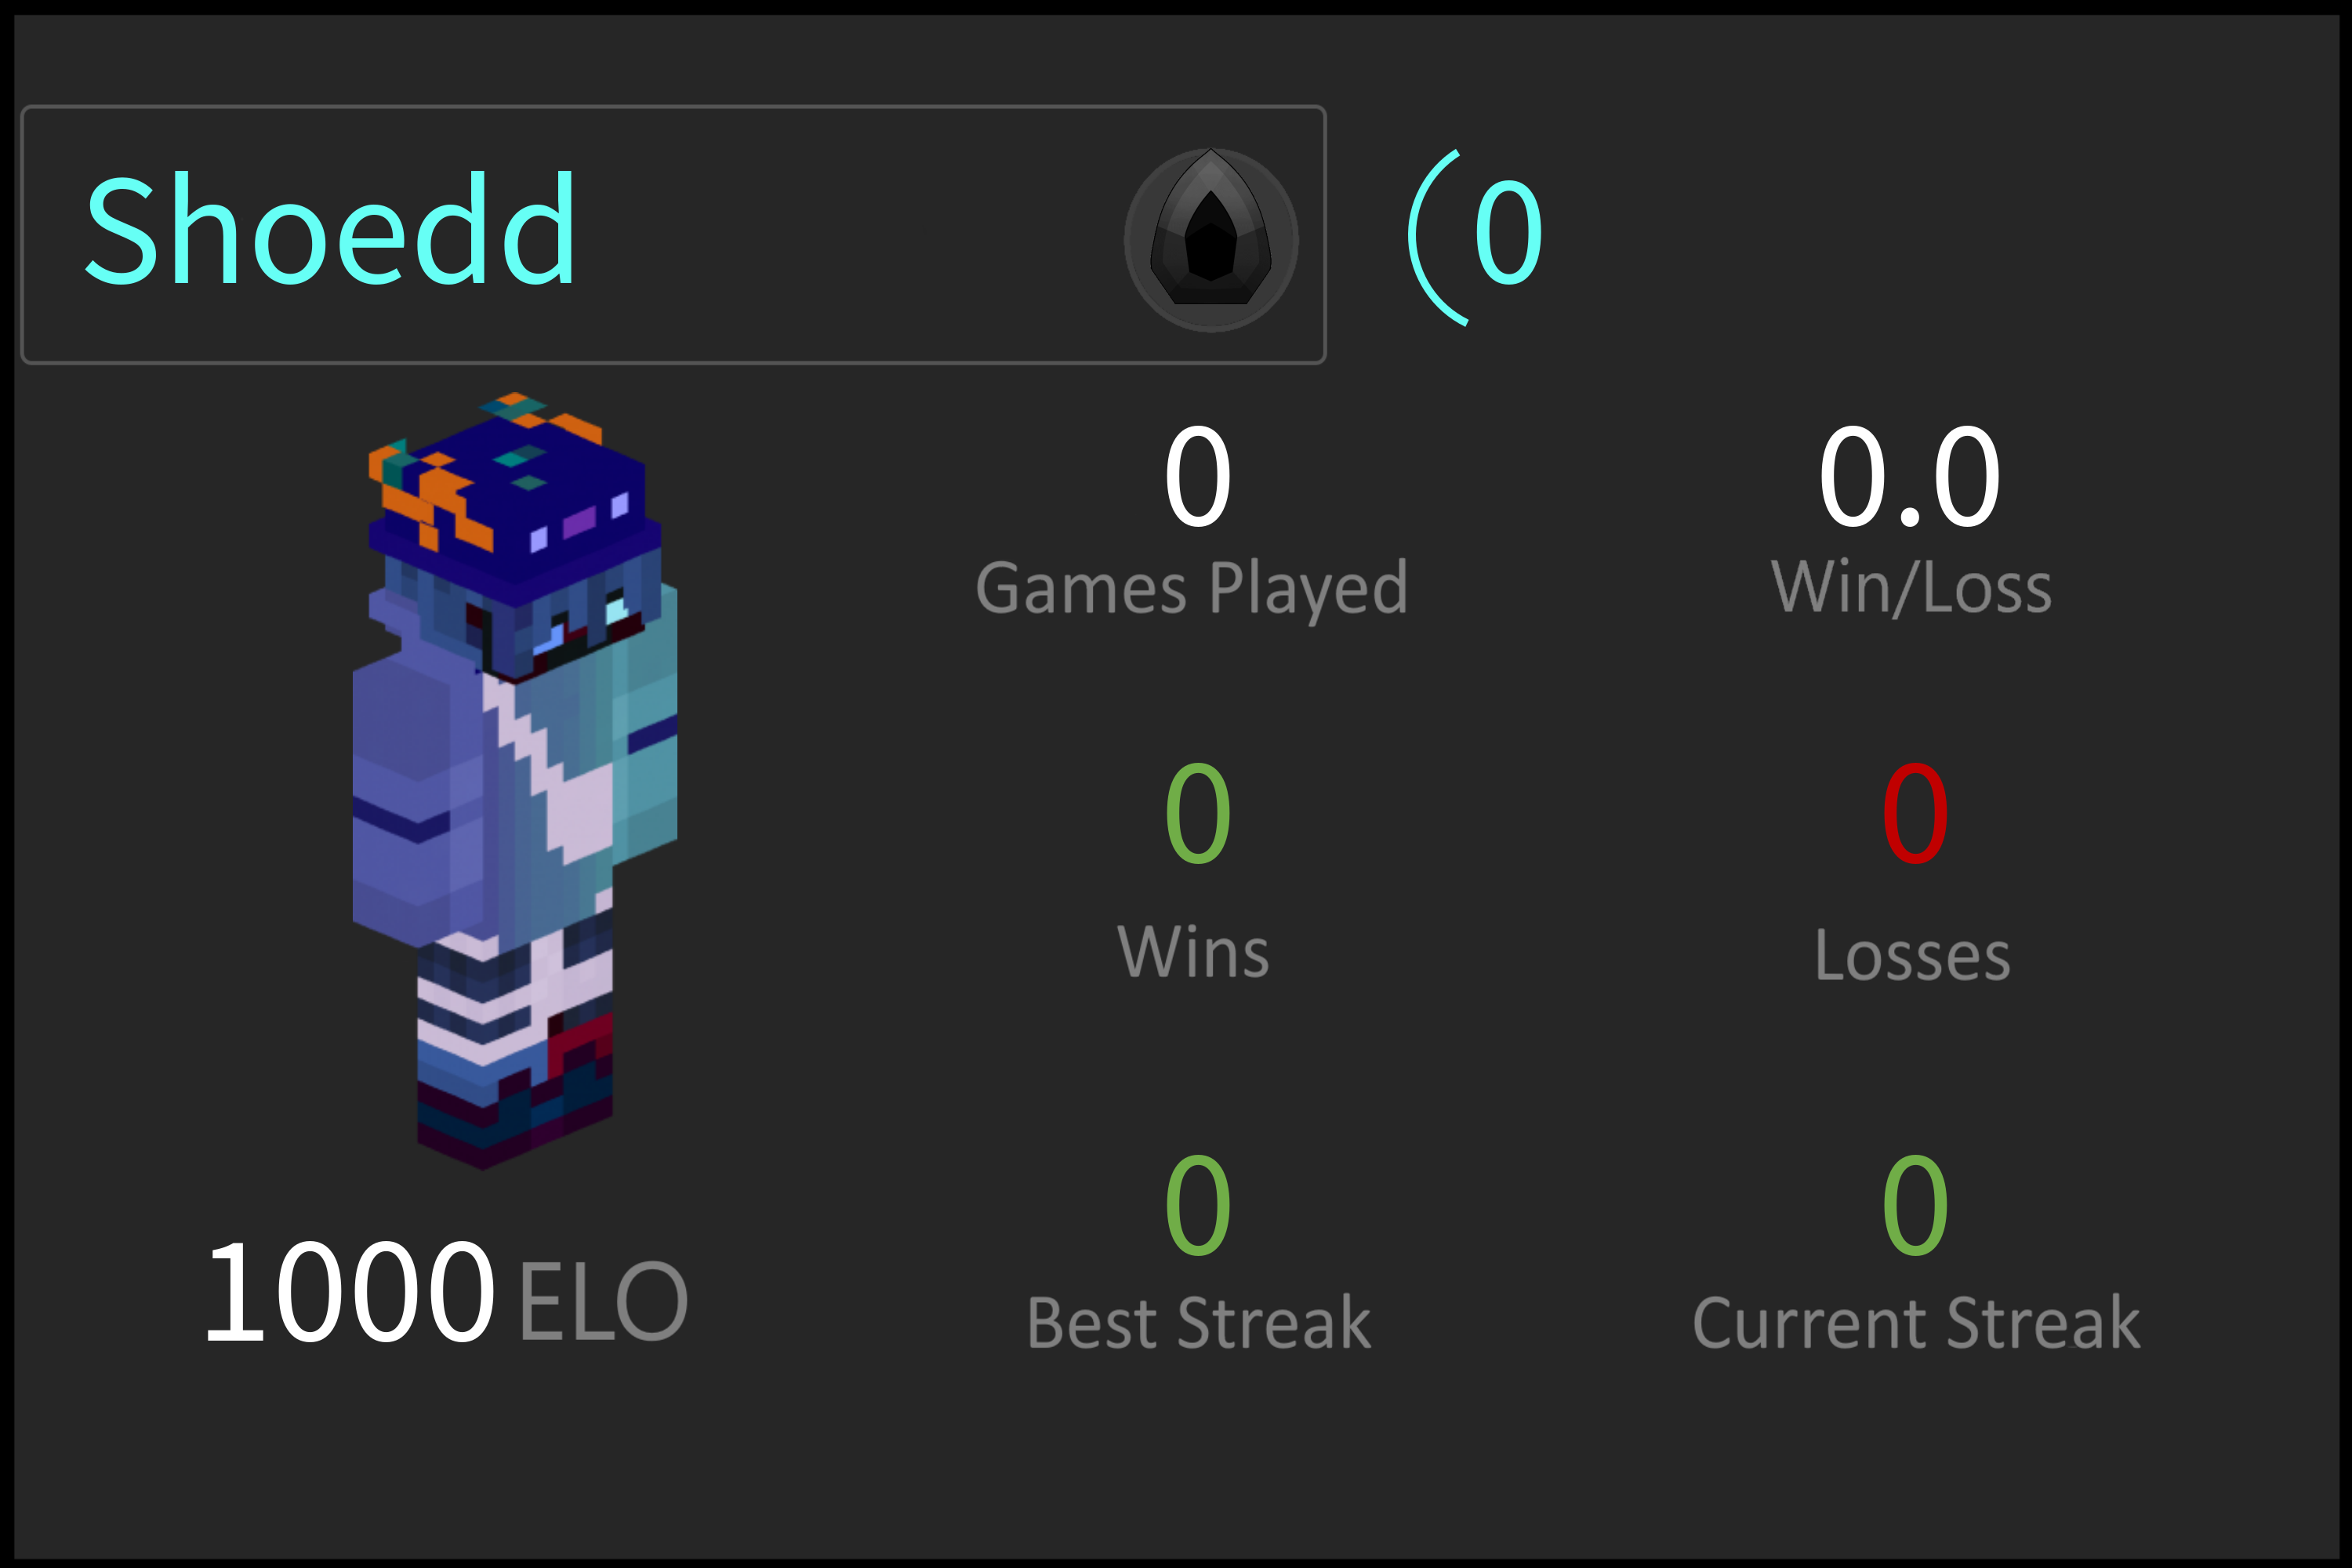 Shoedd
(0
0
0.0
Games Played
Win/Loss
0
0
Wins
Losses
0
0
1000 ELO
Best Streak
Current Streak